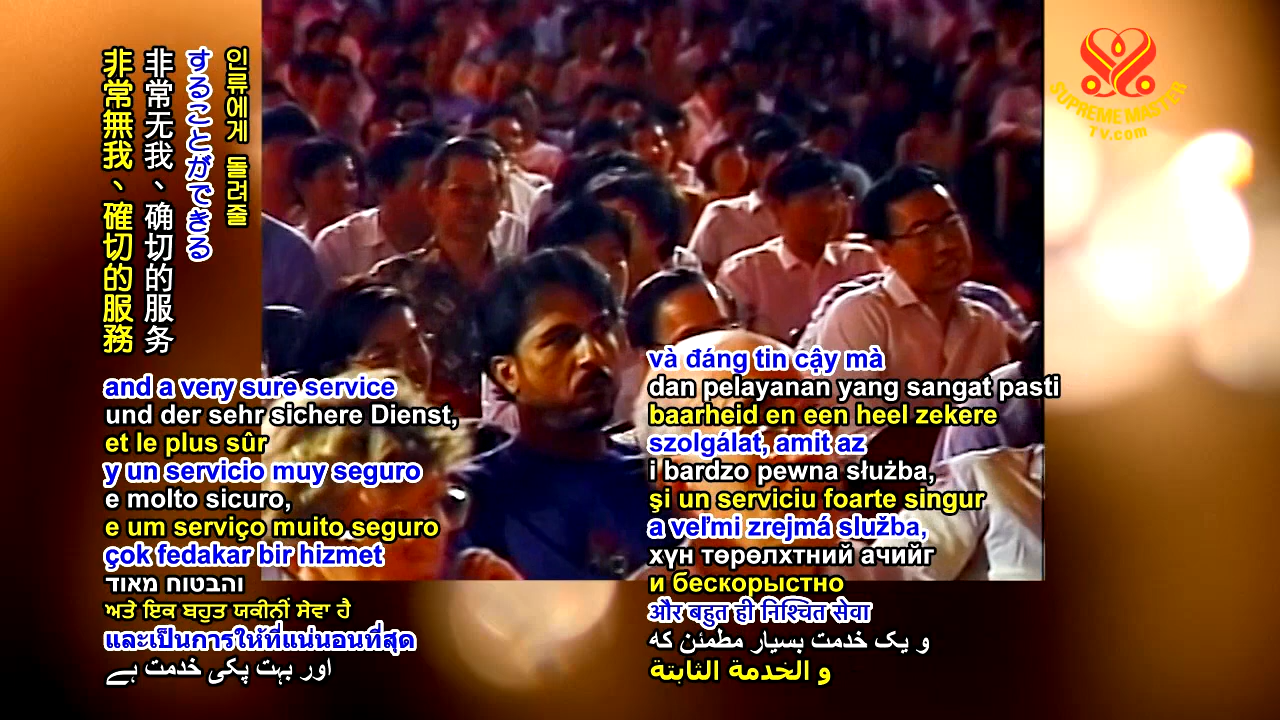 非常無我、確切的服務
非常无我、确切的服务
することができる
인류에게 돌려줄
SUPREME MASTER
TV.com
and a very sure service
und der sehr sichere Dienst,
et le plus sûr
y un servicio muy seguro
e molto sicuro,
e um serviço muito seguro
çok fedakar bir hizmet
והבטוח מאוד
ਅਤੇ ਇਕ ਬਹੁਤ ਯਕੀਨੀਂ ਸੇਵਾ ਹੈ
และเป็นการให้ที่แน่นอนที่สุด
اور بہت پکی خدمت ہے
và đáng tin cậy mà
dan pelayanan yang sangat pasti
baarheid en een heel zekere
szolgálat, amit az
i bardzo pewna służba,
şi un serviciu foarte singur
a veľmi zrejmá služba,
хүн төрөлхтний ачийг
и бескорыстно
और बहुत ही निश्चित सेवा
و یک خدمت بسیار مطمئن که
و الخدمة الثابتة